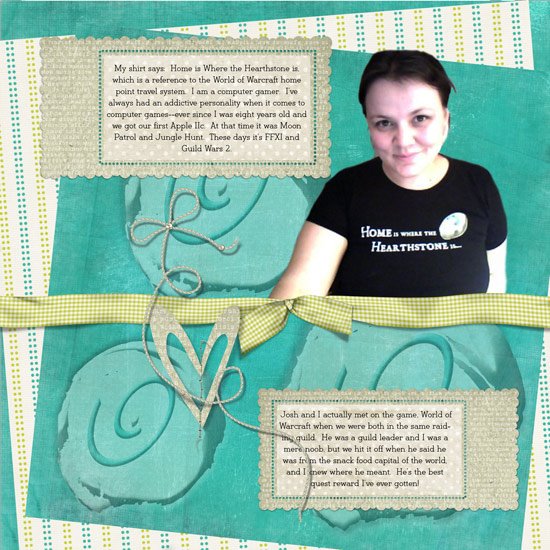 My shirt says:  Home is Where the Hearthstone is,
which is a reference to the World of Warcraft home
point travel system.  I am a computer gamer.  I've
always had an addictive personality when it comes to
computer games--ever since I was eight years old and
we got our first Apple IIc.  At that time it was Moon
Patrol and Jungle Hunt.  These days it's FFXI and
Guild Wars 2.
HOME IS WHERE THE
HEARTHSTONE IS...
Josh and I actually met on the game, World of
Warcraft when we were both in the same raid-
ing guild.  He was a guild leader and I was a
mere noob, but we hit it off when he said he
was from the snack food capital of the world,
and I knew where he meant.  He's the best
quest reward I've ever gotten!